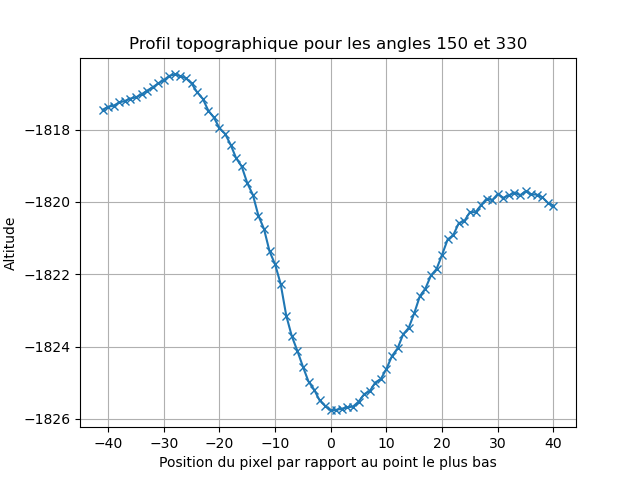 Profil topographique pour les angles 150 et 330
Altitude
−1818
−1820
−1822
−1824
−1826
−40 −30 −20 −10 0 10 20 30 40
Position du pixel par rapport au point le plus bas